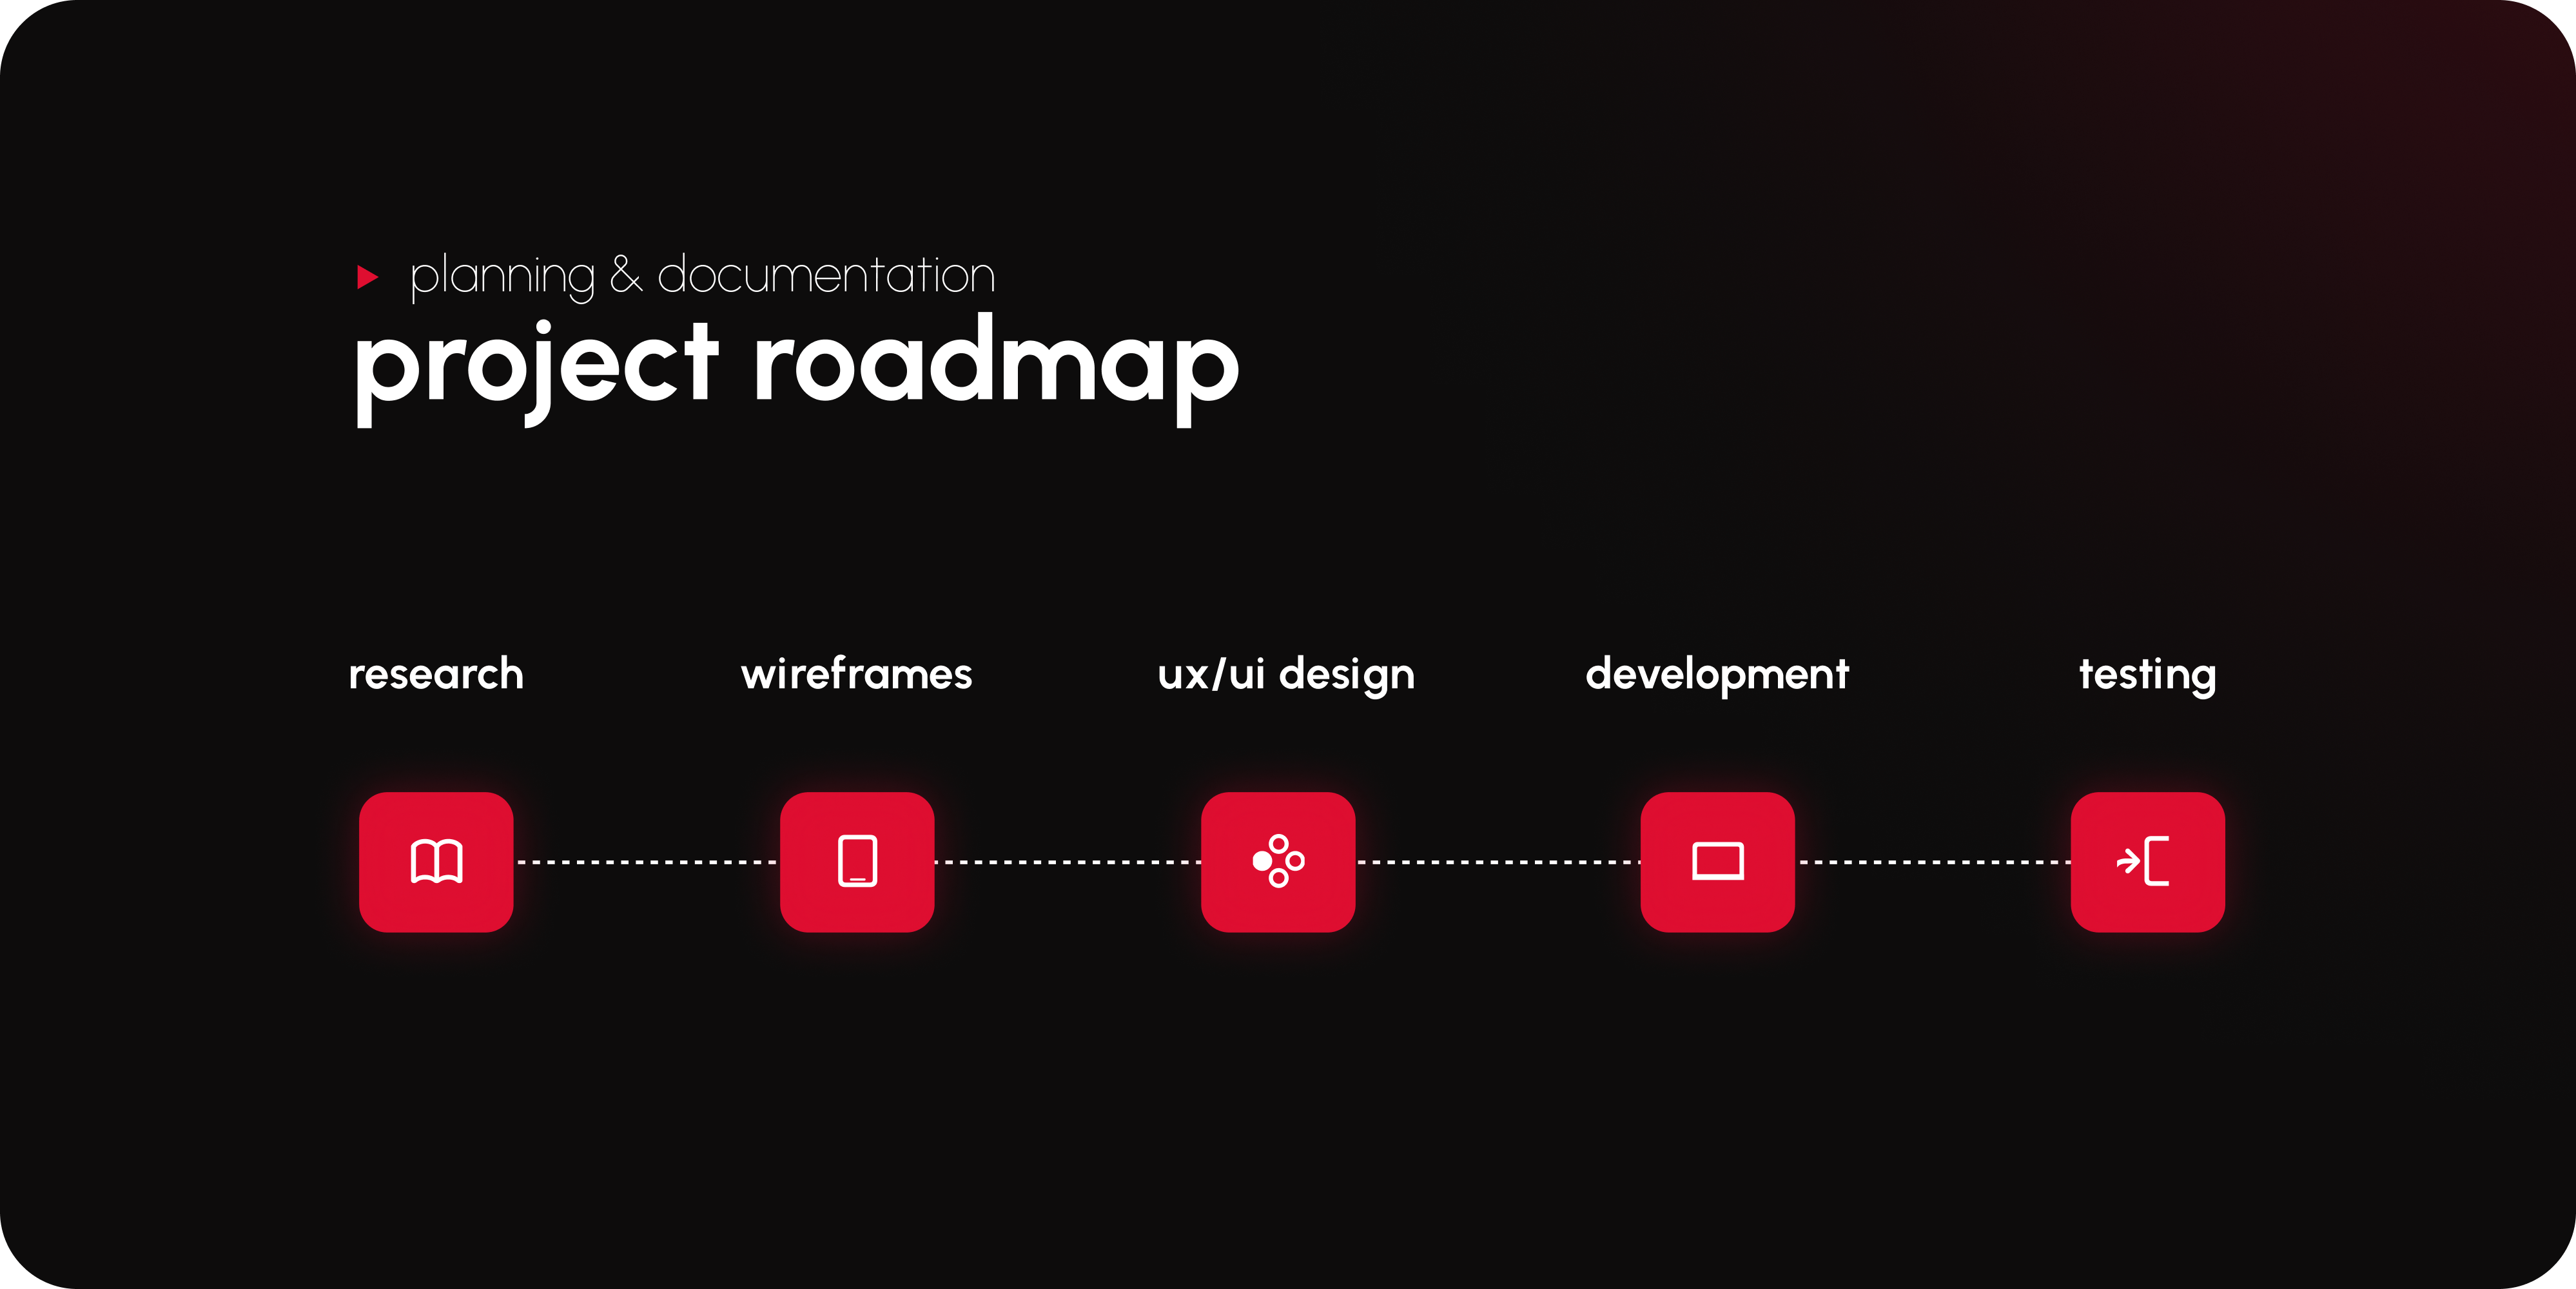 planning & documentation
project roadmap
research
wireframes
ux/ui design
development
testing